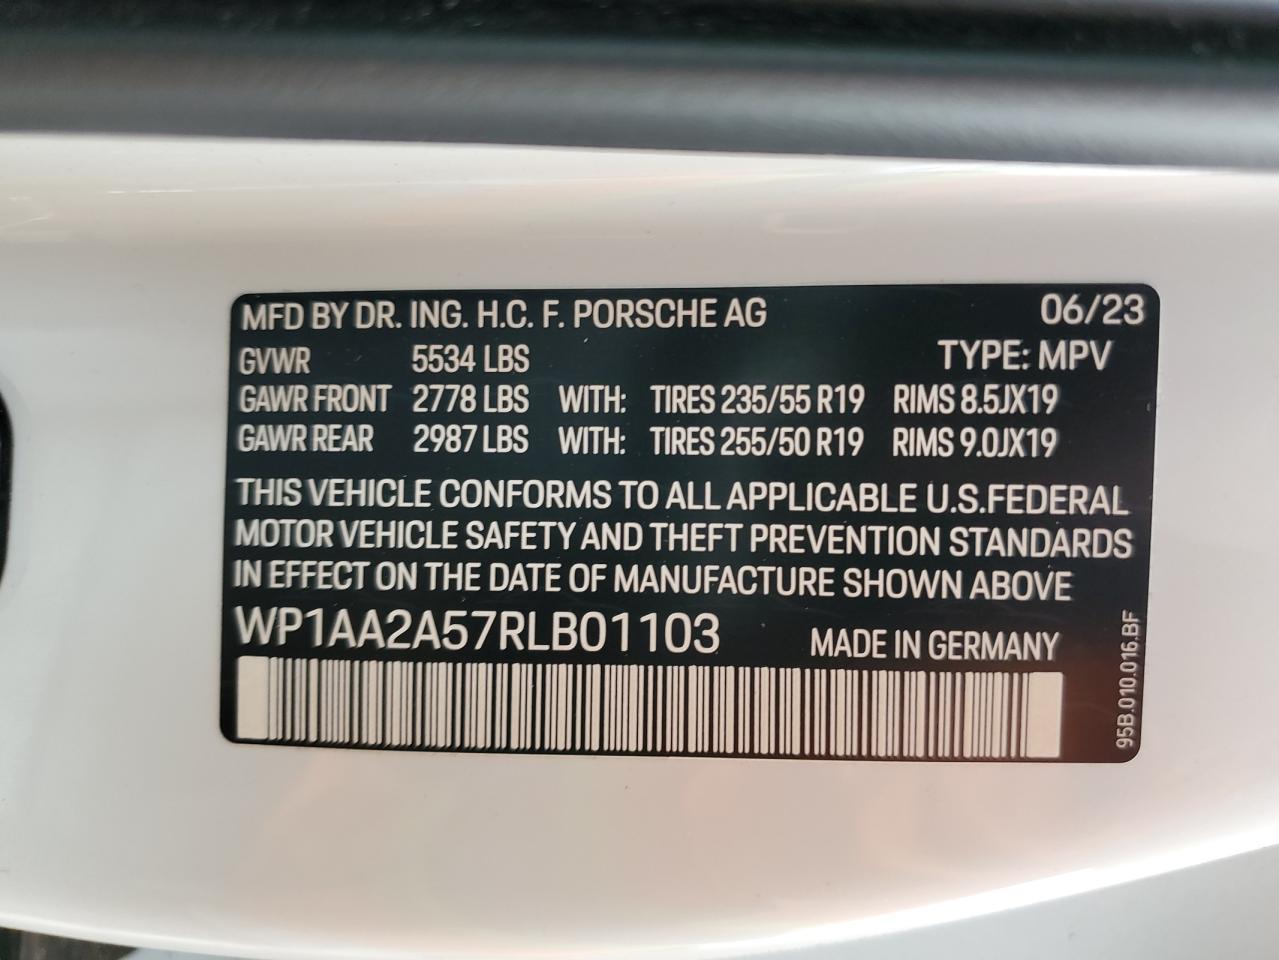 MFD BY DR. ING. H.C. F. PORSCHE AG 06/23
GVWR 5534 LBS TYPE: MPV
GAWR FRONT 2778 LBS WITH: TIRES 235/55 R19 RIMS 8.5JX19
GAWR REAR 2987 LBS WITH: TIRES 255/50 R19 RIMS 9.0JX19
THIS VEHICLE CONFORMS TO ALL APPLICABLE U.S.FEDERAL
MOTOR VEHICLE SAFETY AND THEFT PREVENTION STANDARDS
IN EFFECT ON THE DATE OF MANUFACTURE SHOWN ABOVE
WP1AA2A57RLB01103 MADE IN GERMANY
95B.010.016.BF